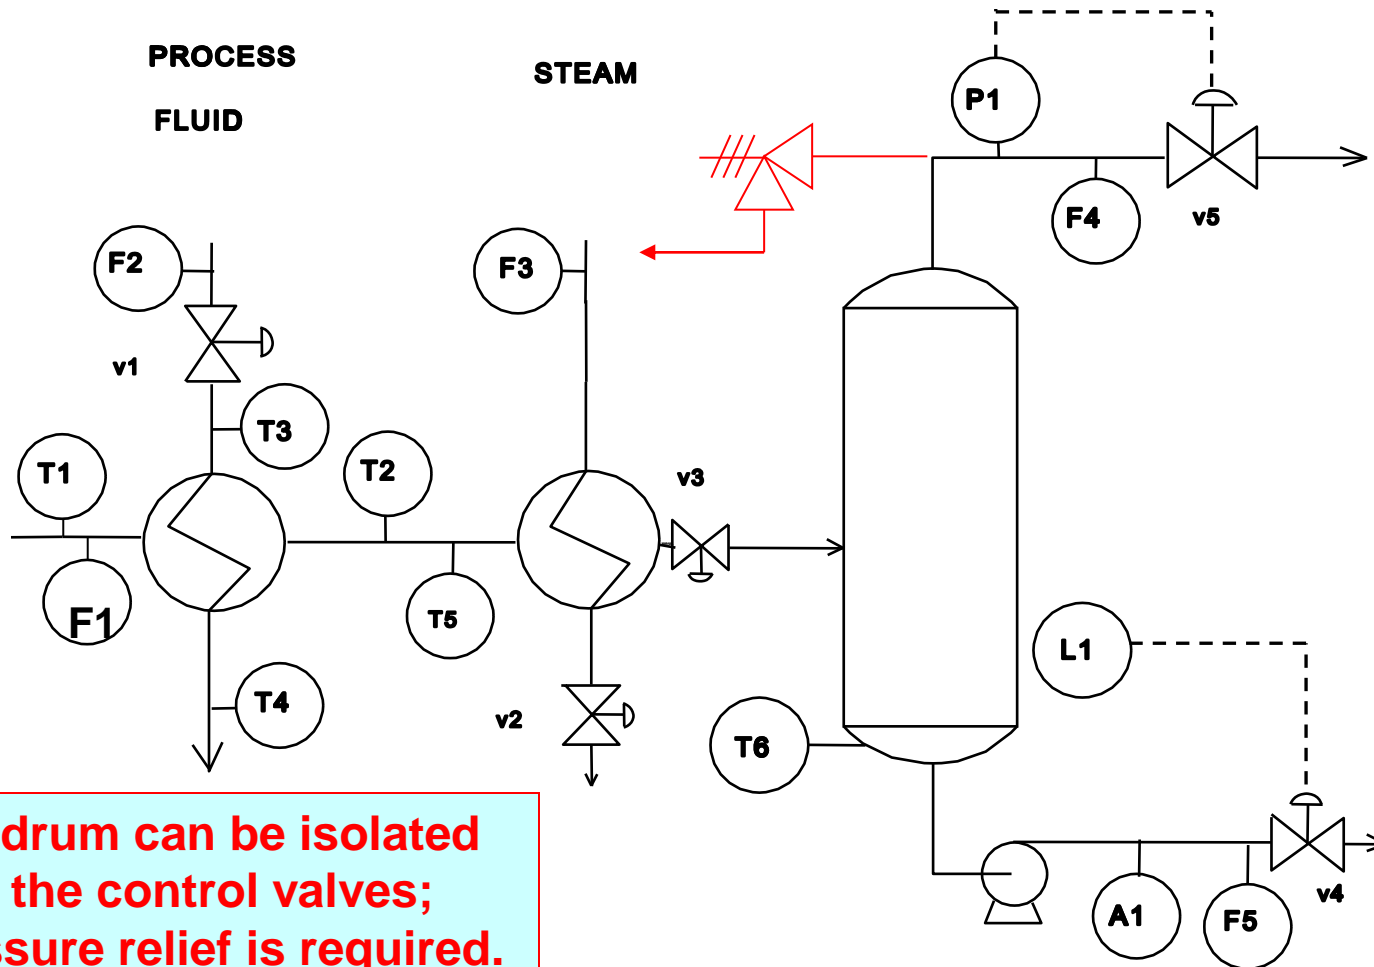 PROCESS
FLUID
STEAM
P1
F4
v5
F2
F3
v1
T3
T1
T2
v3
F1
T5
L1
T4
v2
T6
drum can be isolated
the control valves;
ssure relief is required.
A1
F5
v4